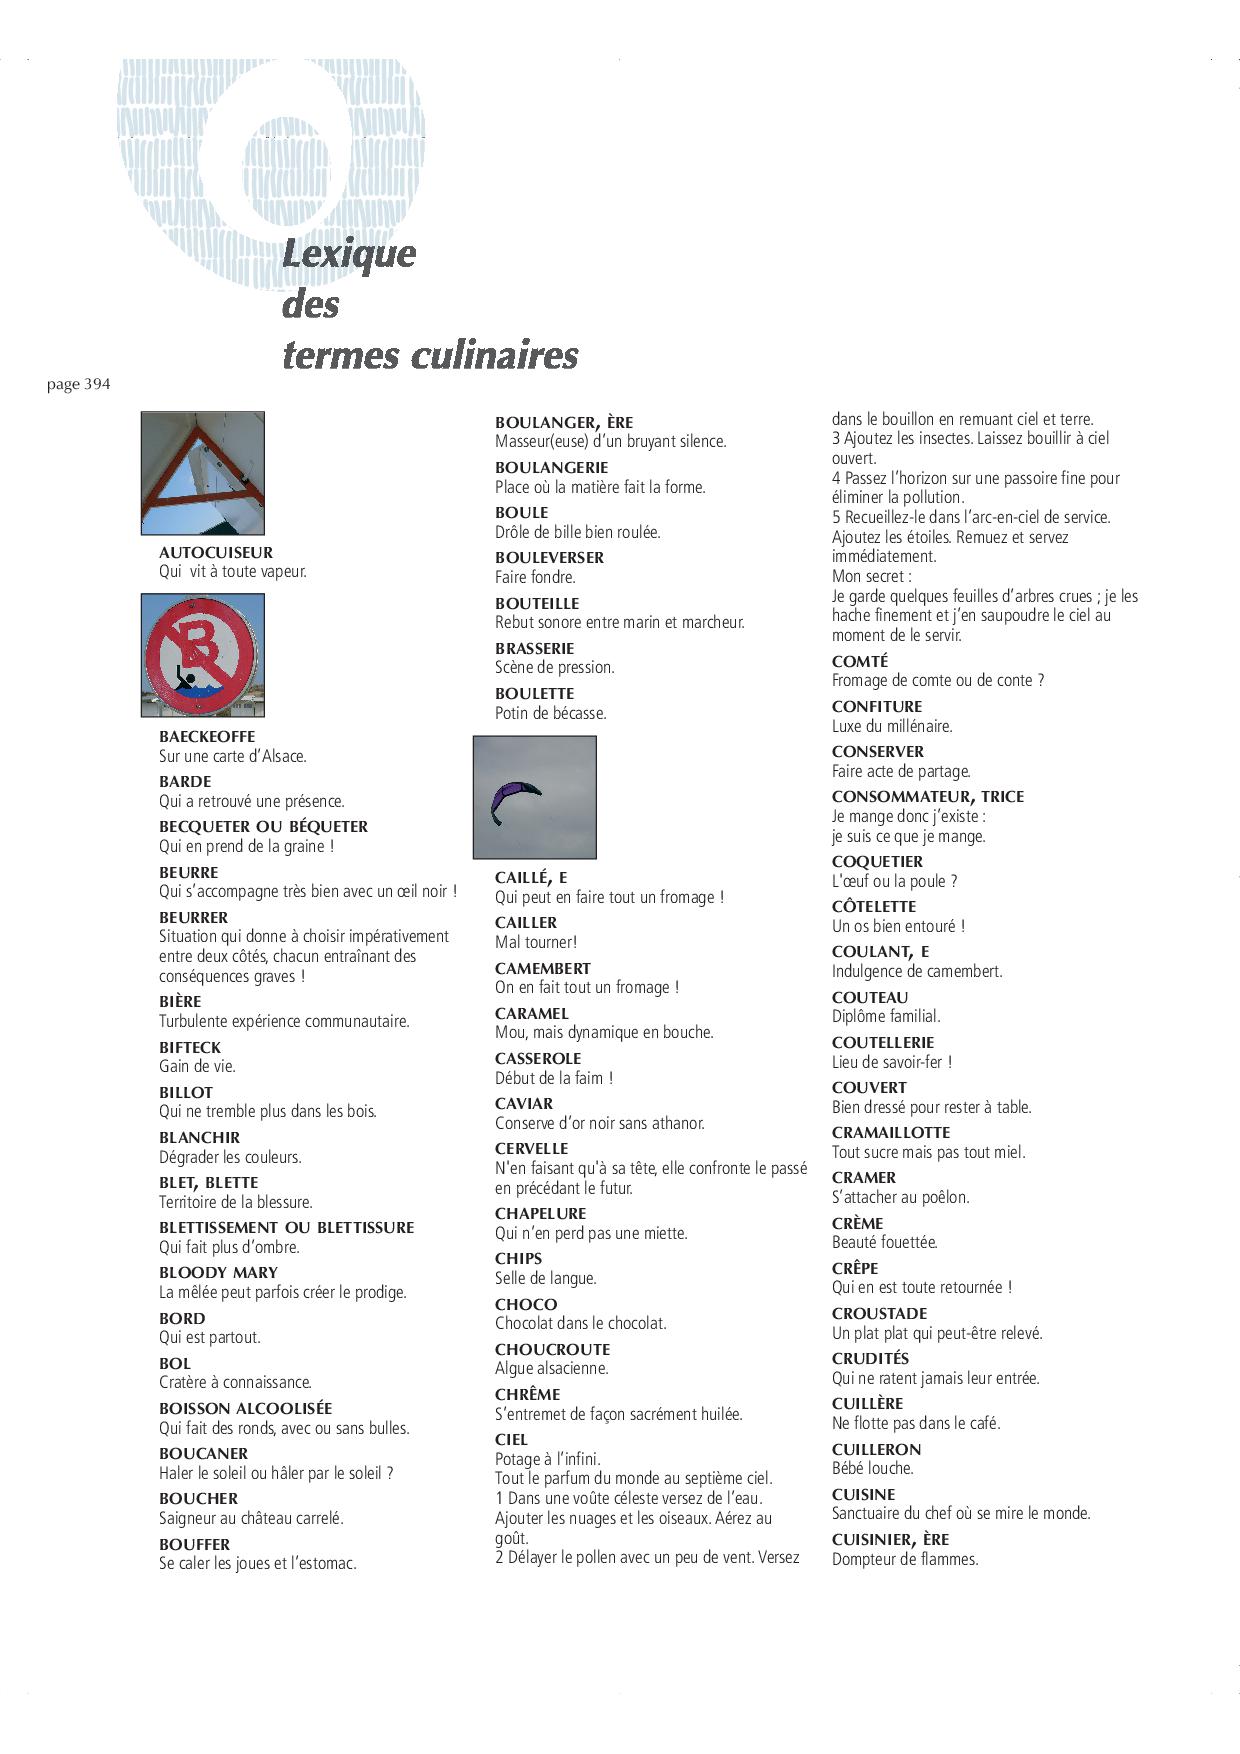 Lexique
des
termes culinaires
page 394
AUTOCUISEUR
Qui vit à toute vapeur.
B
BAECKEOFFE
Sur une carte d’Alsace.
BARDE
Qui a retrouvé une présence.
BECQUETER OU BÉQUETER
Qui en prend de la graine !
BEURRE
Qui s’accompagne très bien avec un œil noir !
BEURRER
Situation qui donne à choisir impérativement
entre deux côtés, chacun entraînant des
conséquences graves !
BIÈRE
Turbulente expérience communautaire.
BIFTECK
Gain de vie.
BILLOT
Qui ne tremble plus dans les bois.
BLANCHIR
Dégrader les couleurs.
BLET, BLETTE
Territoire de la blessure.
BLETTISSEMENT OU BLETTISSURE
Qui fait plus d’ombre.
BLOODY MARY
La mêlée peut parfois créer le prodige.
BORD
Qui est partout.
BOL
Cratère à connaissance.
BOISSON ALCOOLISÉE
Qui fait des ronds, avec ou sans bulles.
BOUCANER
Haler le soleil ou hâler par le soleil ?
BOUCHER
Saigneur au château carrelé.
BOUFFER
Se caler les joues et l’estomac.
BOULANGER, ÈRE
Masseur(euse) d’un bruyant silence.
BOULANGERIE
Place où la matière fait la forme.
BOULE
Drôle de bille bien roulée.
BOULEVERSER
Faire fondre.
BOUTEILLE
Rebut sonore entre marin et marcheur.
BRASSERIE
Scène de pression.
BOULETTE
Potin de bécasse.
CAILLÉ, E
Qui peut en faire tout un fromage !
CAILLER
Mal tourner!
CAMEMBERT
On en fait tout un fromage !
CARAMEL
Mou, mais dynamique en bouche.
CASSEROLE
Début de la faim !
CAVIAR
Conserve d’or noir sans athanor.
CERVELLE
N'en faisant qu'à sa tête, elle confronte le passé
en précédant le futur.
CHAPELURE
Qui n’en perd pas une miette.
CHIPS
Selle de langue.
CHOCO
Chocolat dans le chocolat.
CHOUCROUTE
Algue alsacienne.
CHRÊME
S’entremet de façon sacrément huilée.
CIEL
Potage à l’infini.
Tout le parfum du monde au septième ciel.
1 Dans une voûte céleste versez de l’eau.
Ajouter les nuages et les oiseaux. Aérez au
goût.
2 Délayer le pollen avec un peu de vent. Versez
dans le bouillon en remuant ciel et terre.
3 Ajoutez les insectes. Laissez bouillir à ciel
ouvert.
4 Passez l’horizon sur une passoire fine pour
éliminer la pollution.
5 Recueillez-le dans l’arc-en-ciel de service.
Ajoutez les étoiles. Remuez et servez
immédiatement.
Mon secret :
Je garde quelques feuilles d’arbres crues ; je les
hache finement et j’en saupoudre le ciel au
moment de le servir.
COMTÉ
Fromage de comte ou de conte ?
CONFITURE
Luxe du millénaire.
CONSERVER
Faire acte de partage.
CONSOMMATEUR, TRICE
Je mange donc j’existe :
je suis ce que je mange.
COQUETIER
L'œuf ou la poule ?
CÔTELETTE
Un os bien entouré !
COULANT, E
Indulgence de camembert.
COUTEAU
Diplôme familial.
COUTELLERIE
Lieu de savoir-fer !
COUVERT
Bien dressé pour rester à table.
CRAMAILLOTTE
Tout sucre mais pas tout miel.
CRAMER
S’attacher au poêlon.
CRÈME
Beauté fouettée.
CRÊPE
Qui en est toute retournée !
CROUSTADE
Un plat plat qui peut-être relevé.
CRUDITÉS
Qui ne ratent jamais leur entrée.
CUILLÈRE
Ne flotte pas dans le café.
CUILLERON
Bébé louche.
CUISINE
Sanctuaire du chef où se mire le monde.
CUISINIER, ÈRE
Dompteur de flammes.